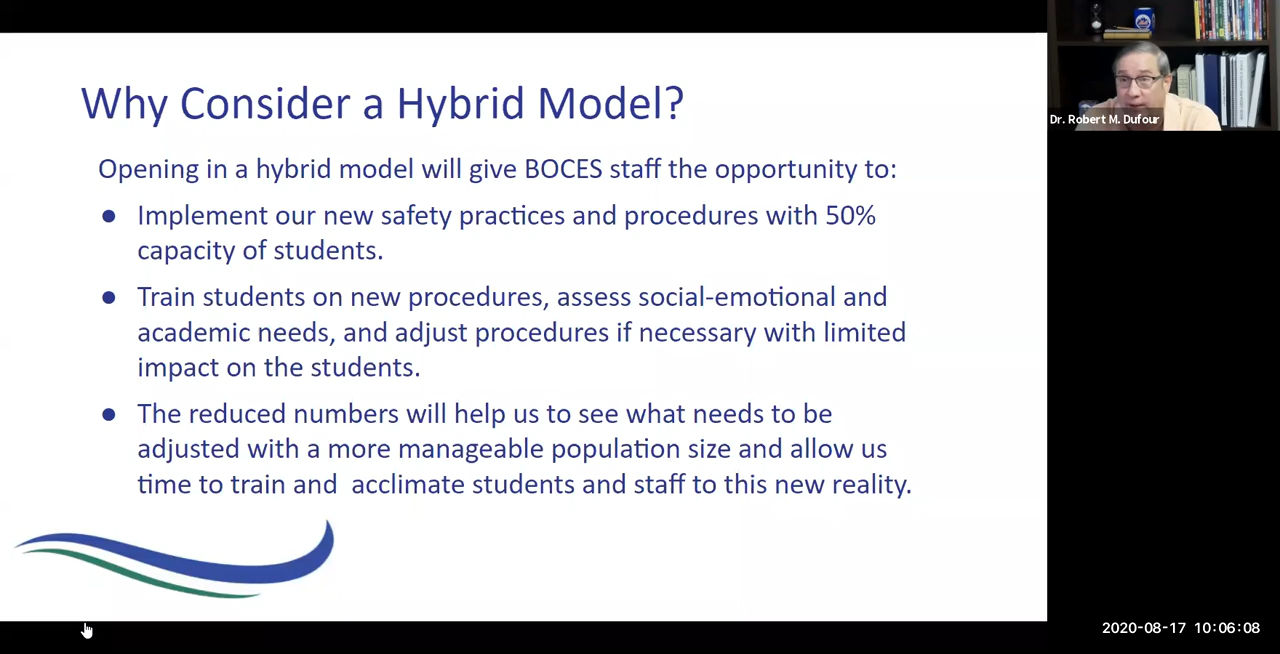 Why Consider a Hybrid Model?
Opening in a hybrid model will give BOCES staff the opportunity to:
● Implement our new safety practices and procedures with 50%
capacity of students.
● Train students on new procedures, assess social-emotional and
academic needs, and adjust procedures if necessary with limited
impact on the students.
● The reduced numbers will help us to see what needs to be
adjusted with a more manageable population size and allow us
time to train and  acclimate students and staff to this new reality.
Dr. Robert M. Dufour
2020-08-17 10:06:08